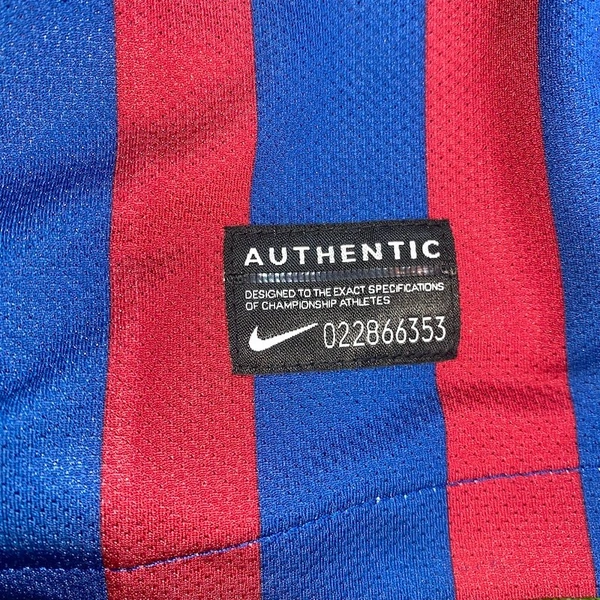 AUTHENTIC
DESIGNED TO THE EXACT SPECIFICATIONS
OF CHAMPIONSHIP ATHLETES
022866353